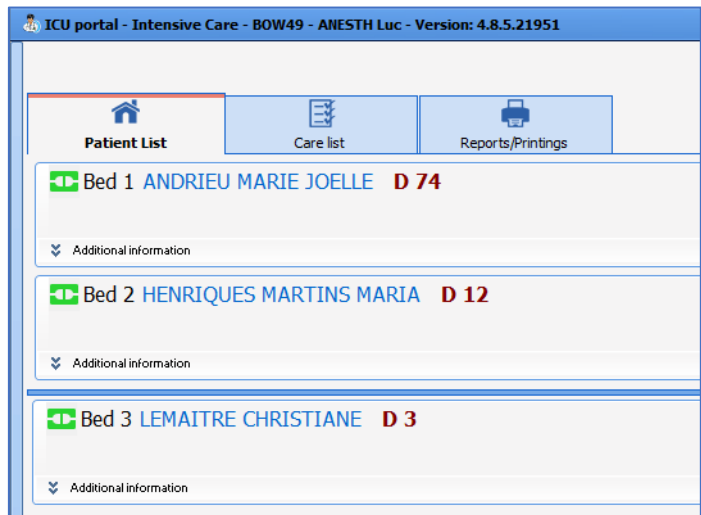 ICU portal - Intensive Care - BOW49 - ANESTH Luc - Version: 4.8.5.21951
Patient List Care list Reports/Printings
Bed 1 ANDRIEU MARIE JOELLE D 74
Additional information
Bed 2 HENRIQUES MARTINS MARIA D 12
Additional information
Bed 3 LEMAITRE CHRISTIANE D 3
Additional information